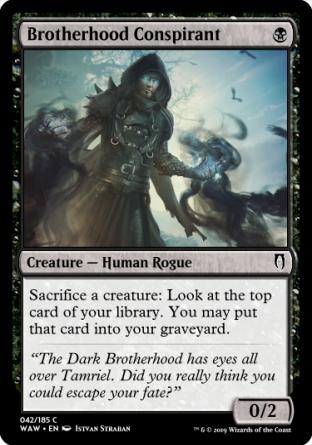 Brotherhood Conspirant
Creature — Human Rogue
Sacrifice a creature: Look at the top
card of your library. You may put
that card into your graveyard.
“The Dark Brotherhood has eyes all
over Tamriel. Did you really think you
could escape your fate?”
0/2
042/185 C
WAW • EN Istvan Straban
™ & © 2019 Wizards of the Coast